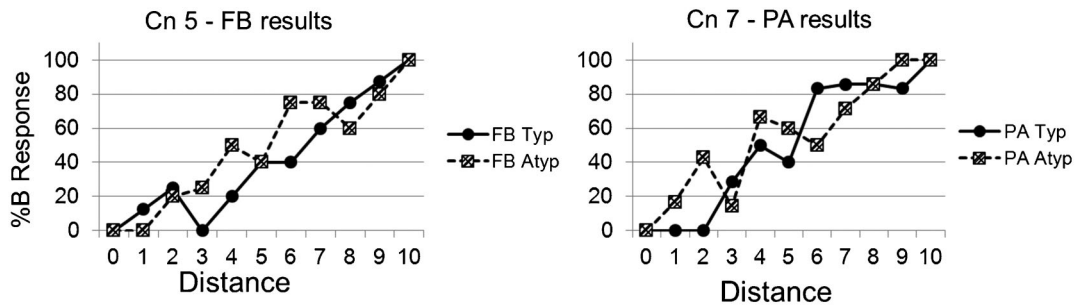 Cn 5 - FB results
%B Response
100
80
60
40
20
0
0 1 2 3 4 5 6 7 8 9 10
Distance
FB Typ
FB Atyp
Cn 7 - PA results
100
80
60
40
20
0
0 1 2 3 4 5 6 7 8 9 10
Distance
PA Typ
PA Atyp